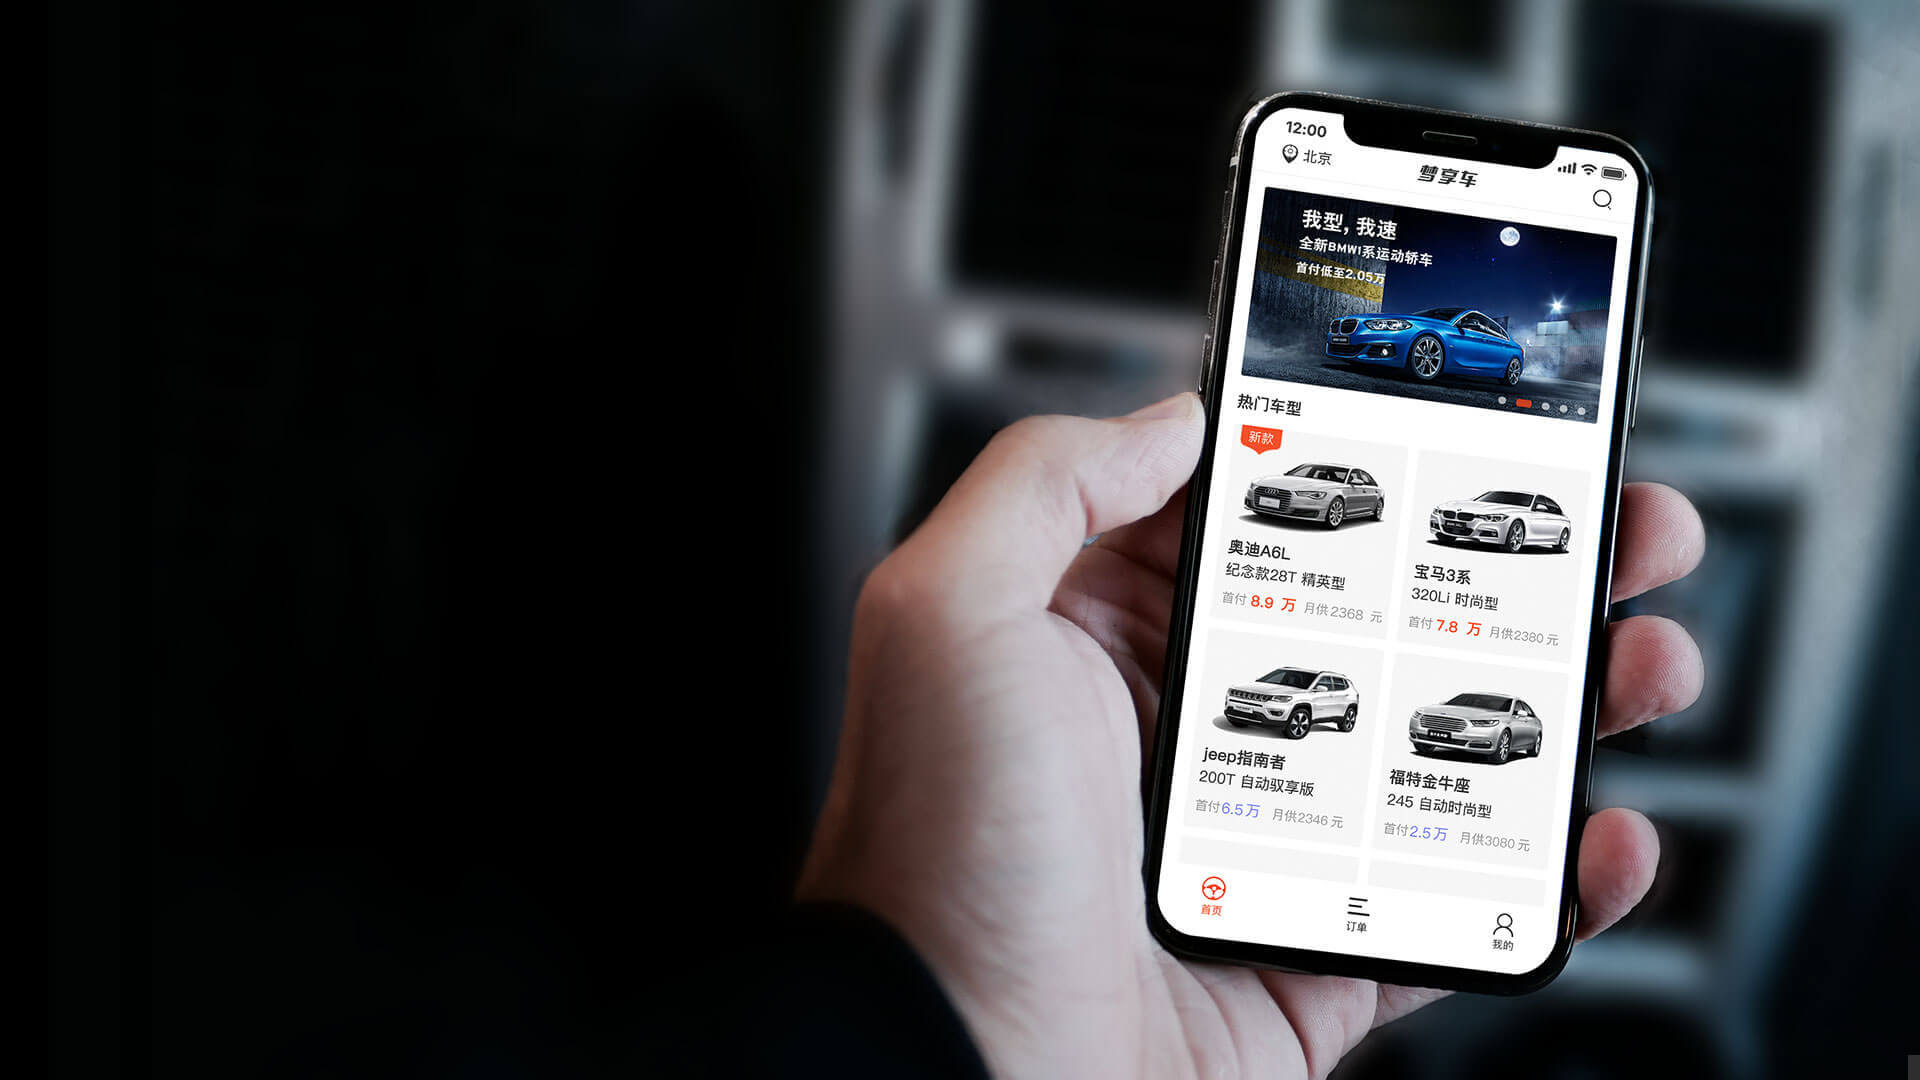 12:00
北京
梦享车
我型, 我速
全新BMW1系运动轿车
首付低至2.05万
热门车型
新款
奥迪A6L
纪念款28T 精英型
首付 8.9 万 月供2368 元
宝马3系
320Li 时尚型
首付 7.8 万 月供2380 元
jeep指南者
200T 自动驭享版
首付6.5万 月供2346 元
福特金牛座
245 自动时尚型
首付2.5万 月供3080 元
首页
订单
我的